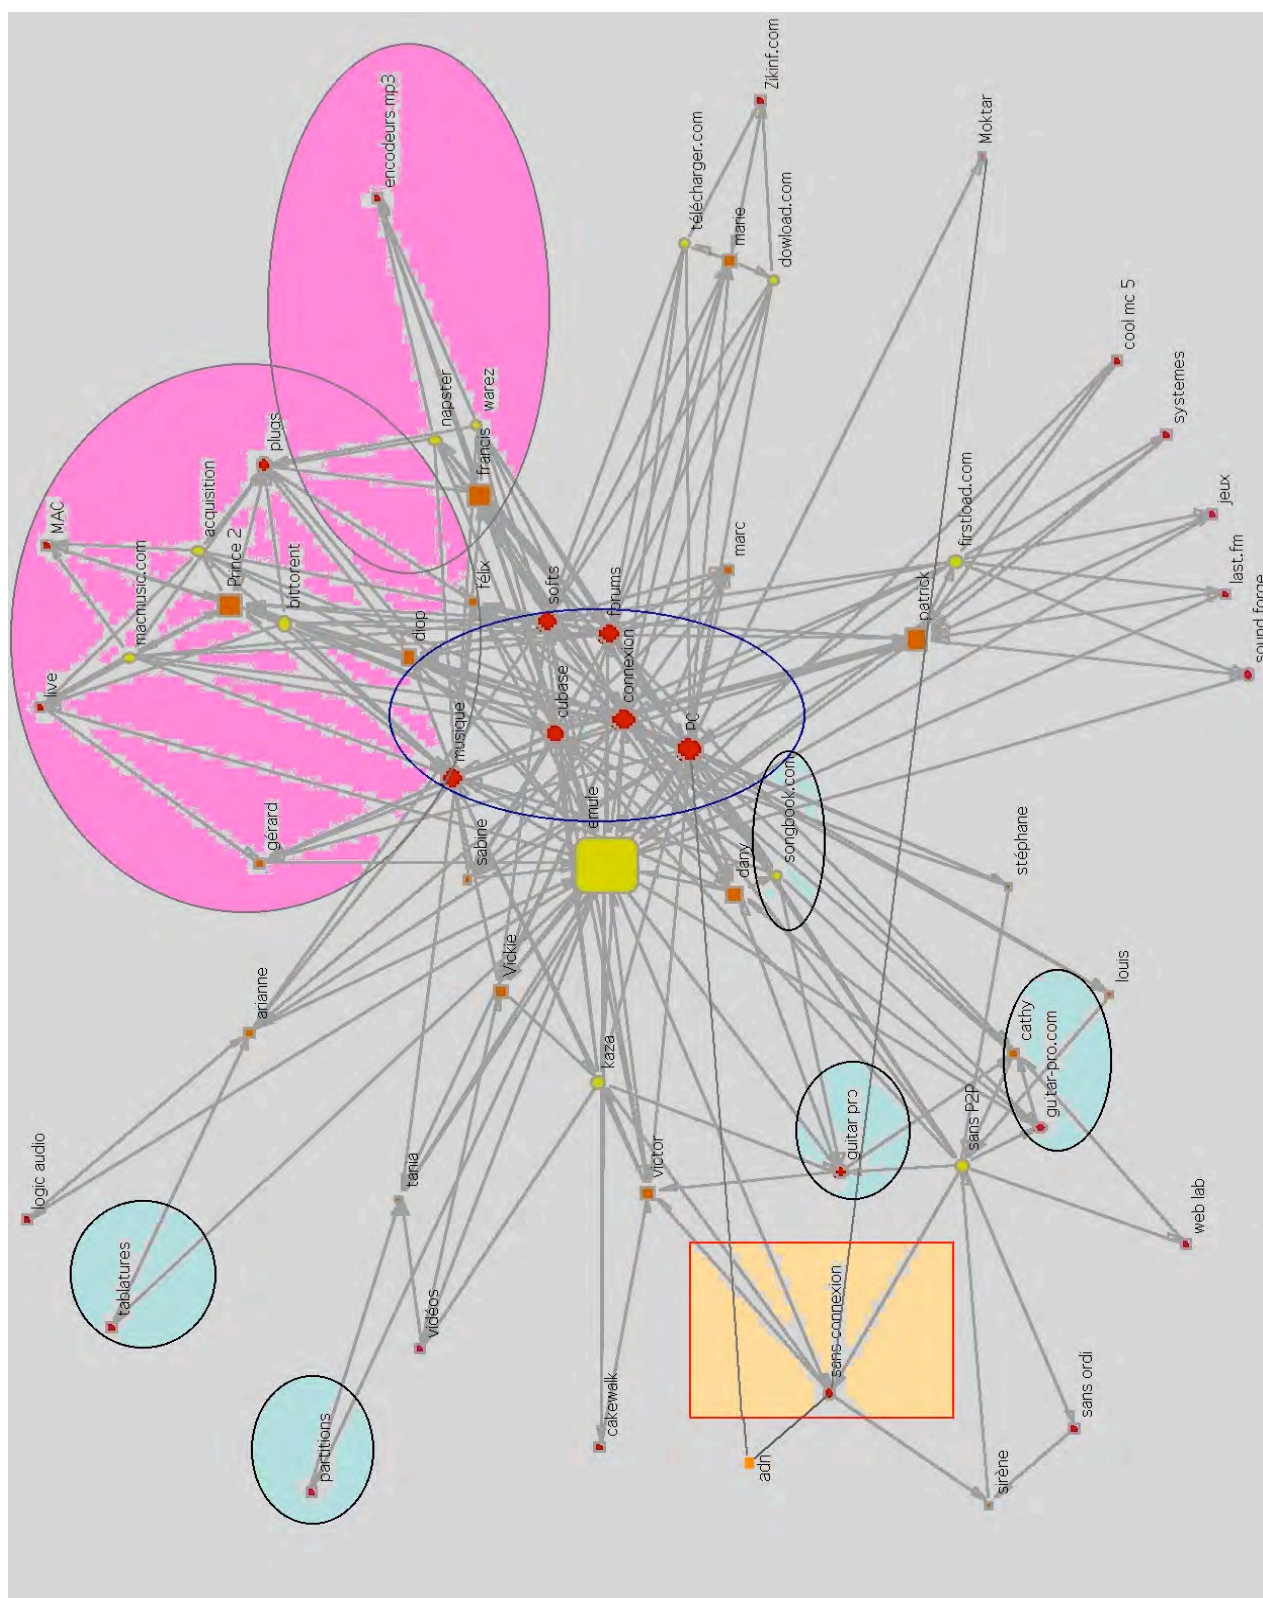 encodeurs mp3
Zikinf.com
Moktar
télécharger.com
marie
dowload.com
cool mc 5
systemes
jeux
last.fm
sound forge
firstload.com
patrick
MAC
acquisition
plugs
napster
warez
francis
macmusic.com
Prince 2
bittorent
live
félix
diop
softs
forums
marc
musique
cubase
connexion
PC
gérard
sabine
emule
dany
songbook.com
stéphane
arianne
Vickie
louis
kaza
cathy
guitar-pro.com
logic audio
tania
victor
guitar pro
sans P2P
web lab
tablatures
vidéos
sans connexion
partitions
cakewalk
adn
sans ordi
sirène